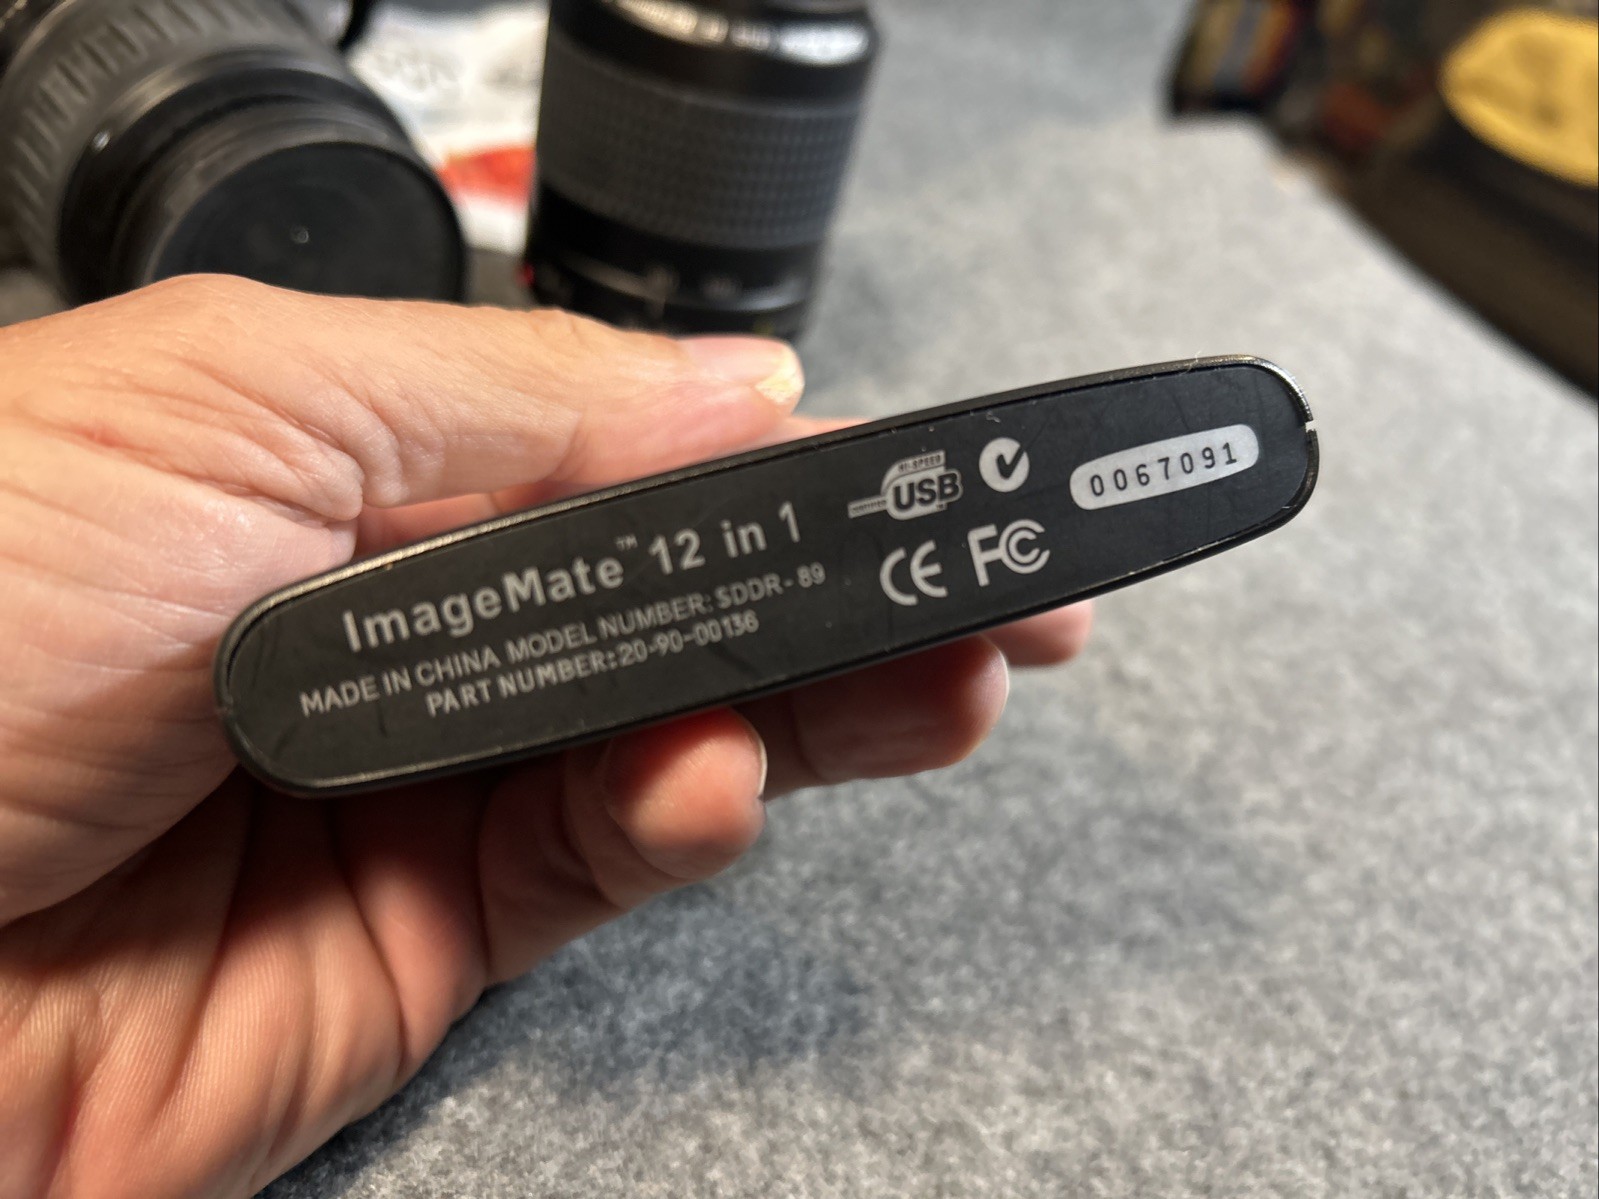 ImageMate™ 12 in 1
MADE IN CHINA MODEL NUMBER: SDDR-89
PART NUMBER:20-90-00136
HI-SPEED
CERTIFIED USB
CE FC
0067091